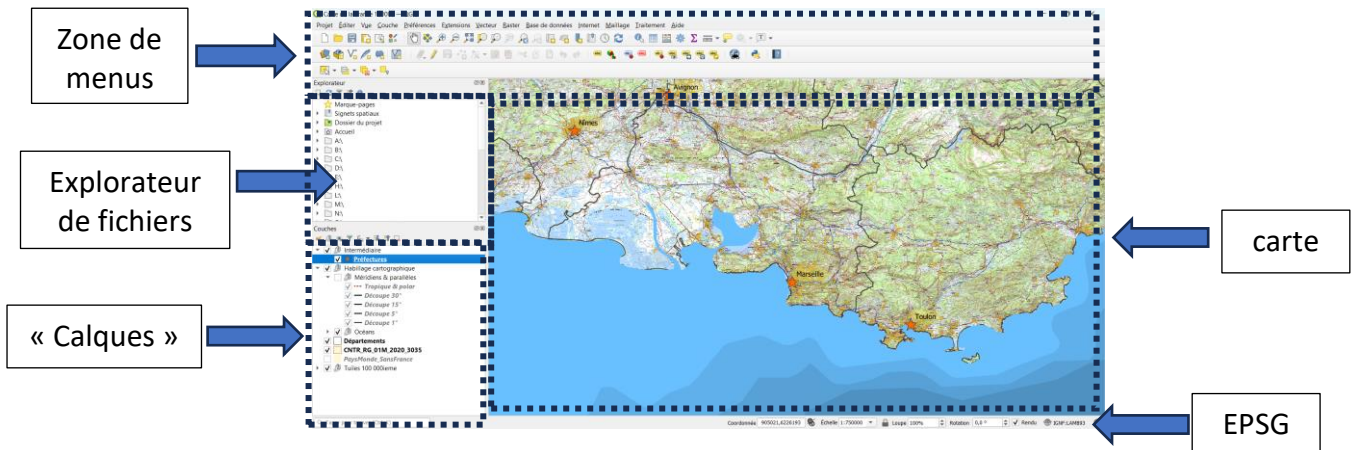 Zone de
menus
Explorateur
de fichiers
« Calques »
carte
EPSG
Projet Éditer Vue Couche Préférences Extensions Vecteur Raster Base de données Internet Maillage Traitement Aide
Explorateur
Marque-pages
Signets spatiaux
Dossier du projet
Accueil
A:\
B:\
C:\
D:\
H:\
L:\
M:\
N:\
Couches
Intermédiaire
Préfectures
Habillage cartographique
Méridiens & parallèles
Tropique & polar
Découpe 30°
Découpe 15°
Découpe 5°
Découpe 1°
Océans
Départements
CNTR_RG_01M_2020_3035
PaysMonde_SansFrance
Tuiles 100 000ieme
Avignon
Nîmes
Marseille
Toulon
Coordonnée 905021,6226193 Échelle 1:750000 Loupe 100% Rotation 0,0 ° Rendu IGNF:LAMB93